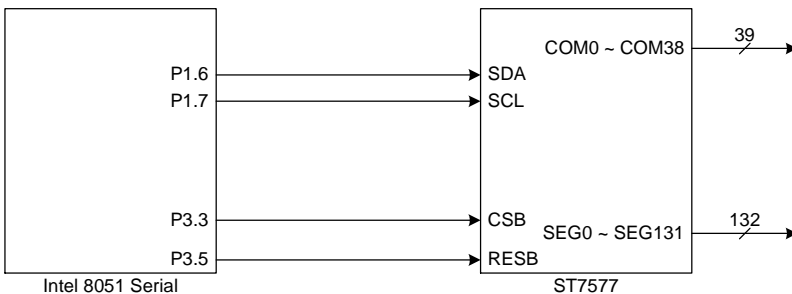 COM0 ~ COM38
39
P1.6
SDA
P1.7
SCL
P3.3
CSB
SEG0 ~ SEG131
132
P3.5
RESB
Intel 8051 Serial
ST7577